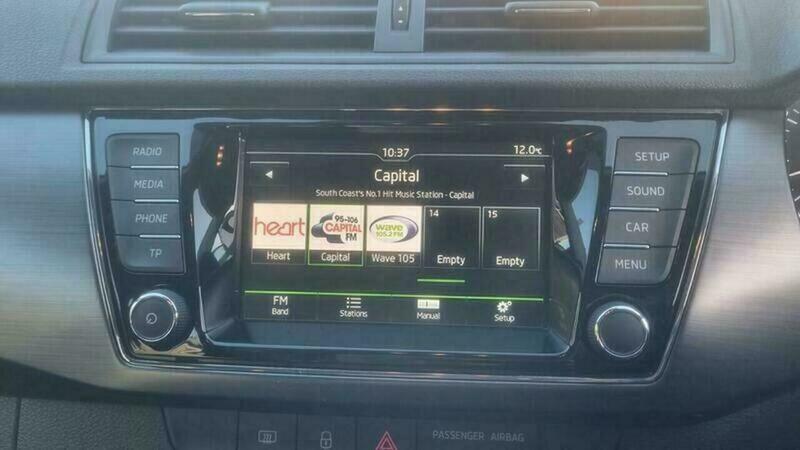 10:37 12.0°C
Capital
South Coast's No.1 Hit Music Station - Capital
heart
95-106
CAPITAL
FM
wave
105.2 FM
14
15
Heart
Capital
Wave 105
Empty
Empty
FM
Band
Stations
Manual
Setup
RADIO
MEDIA
PHONE
TP
SETUP
SOUND
CAR
MENU
PASSENGER AIRBAG